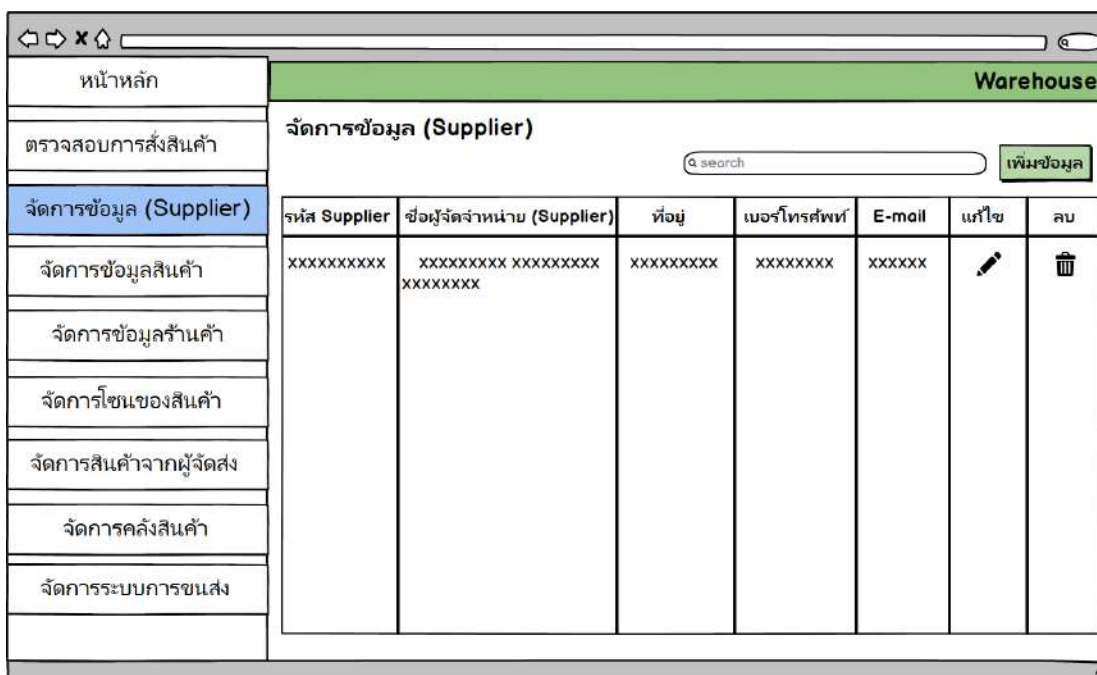 หน้าหลัก
ตรวจสอบการสั่งสินค้า
จัดการข้อมูล (Supplier)
จัดการข้อมูลสินค้า
จัดการข้อมูลร้านค้า
จัดการโซนของสินค้า
จัดการสินค้าจากผู้จัดส่ง
จัดการคลังสินค้า
จัดการระบบการขนส่ง
Warehouse
จัดการข้อมูล (Supplier)
search
เพิ่มข้อมูล
รหัส Supplier ชื่อผู้จัดจำหน่าย (Supplier) ที่อยู่ เบอร์โทรศัพท์ E-mail แก้ไข ลบ
XXXXXXXXXX XXXXXXXXX XXXXXXXXX XXXXXXXXX XXXXXXXX XXXXXX
XXXXXXXX